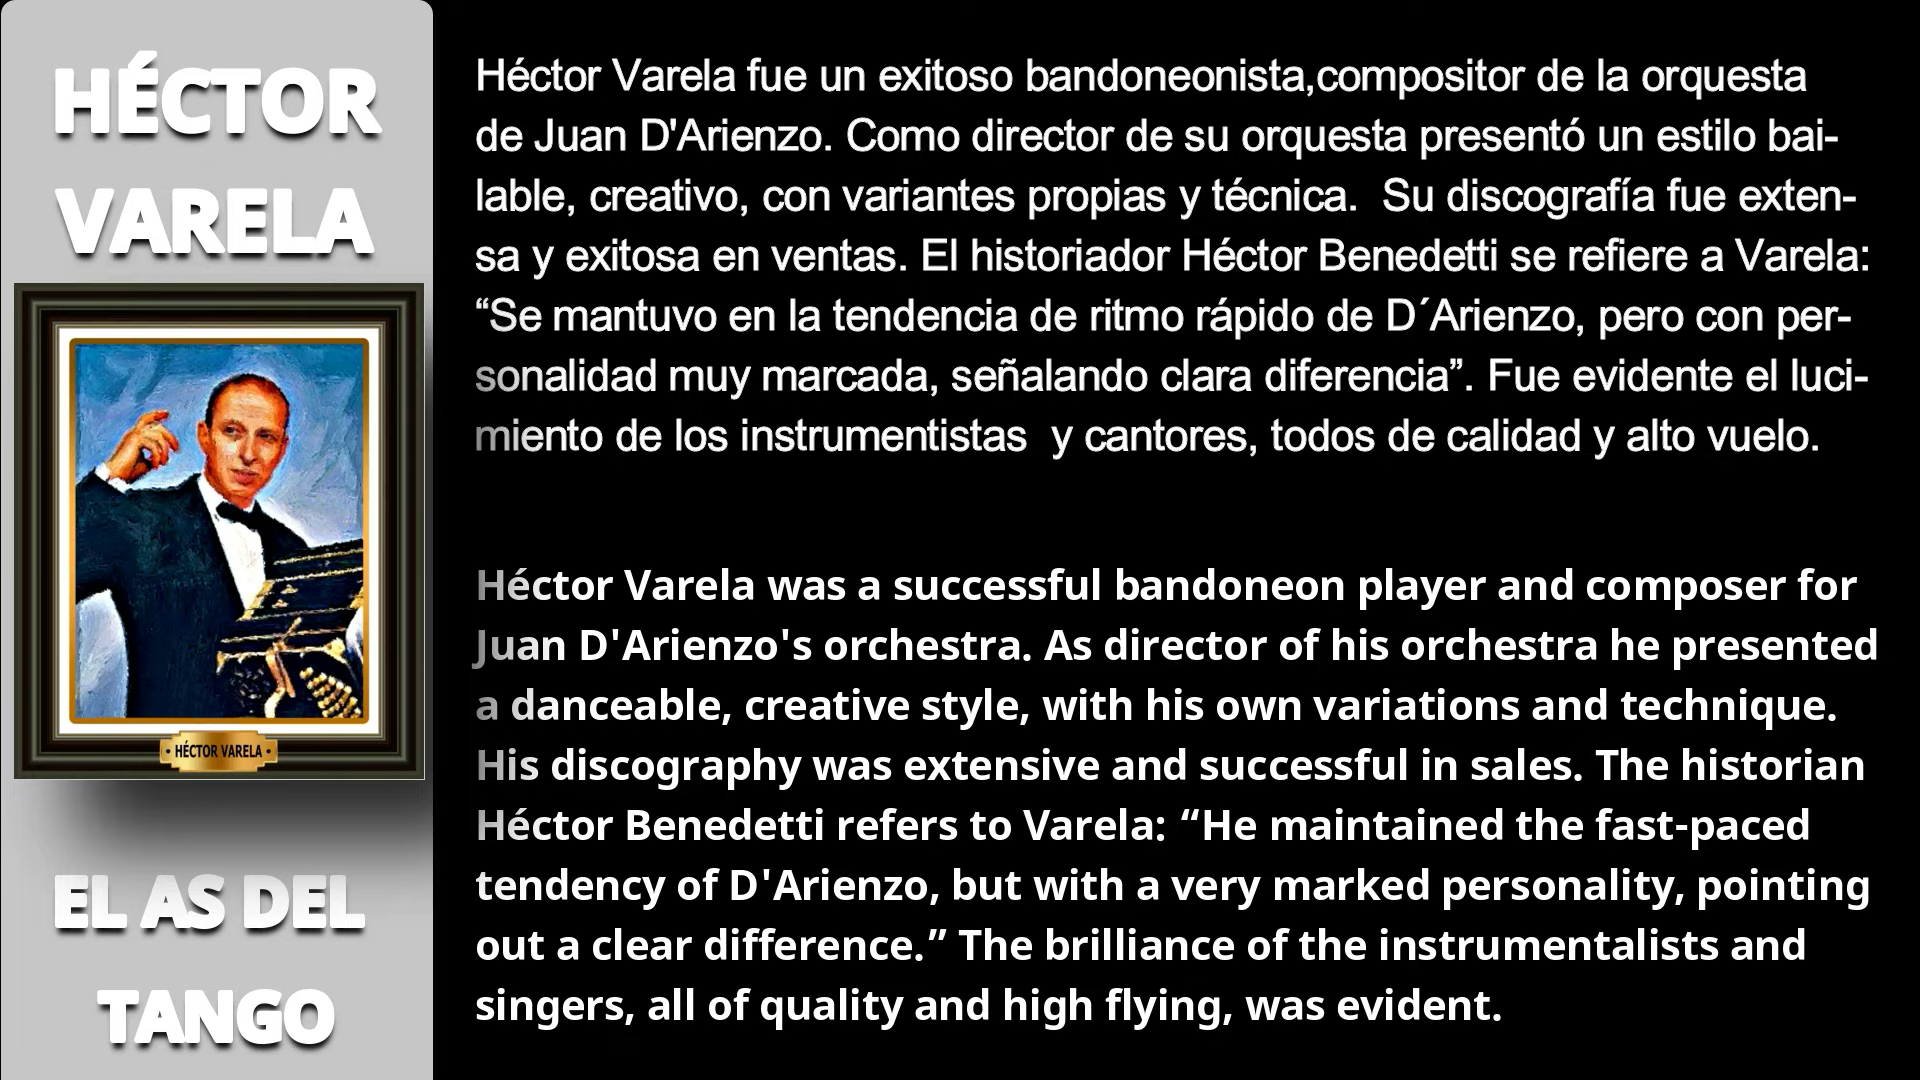 HÉCTOR
VARELA
• HÉCTOR VARELA •
EL AS DEL
TANGO
Héctor Varela fue un exitoso bandoneonista,compositor de la orquesta
de Juan D'Arienzo. Como director de su orquesta presentó un estilo bai-
lable, creativo, con variantes propias y técnica.  Su discografía fue exten-
sa y exitosa en ventas. El historiador Héctor Benedetti se refiere a Varela:
“Se mantuvo en la tendencia de ritmo rápido de D´Arienzo, pero con per-
sonalidad muy marcada, señalando clara diferencia”. Fue evidente el luci-
miento de los instrumentistas  y cantores, todos de calidad y alto vuelo.
Héctor Varela was a successful bandoneon player and composer for
Juan D'Arienzo's orchestra. As director of his orchestra he presented
a danceable, creative style, with his own variations and technique.
His discography was extensive and successful in sales. The historian
Héctor Benedetti refers to Varela: “He maintained the fast-paced
tendency of D'Arienzo, but with a very marked personality, pointing
out a clear difference.” The brilliance of the instrumentalists and
singers, all of quality and high flying, was evident.